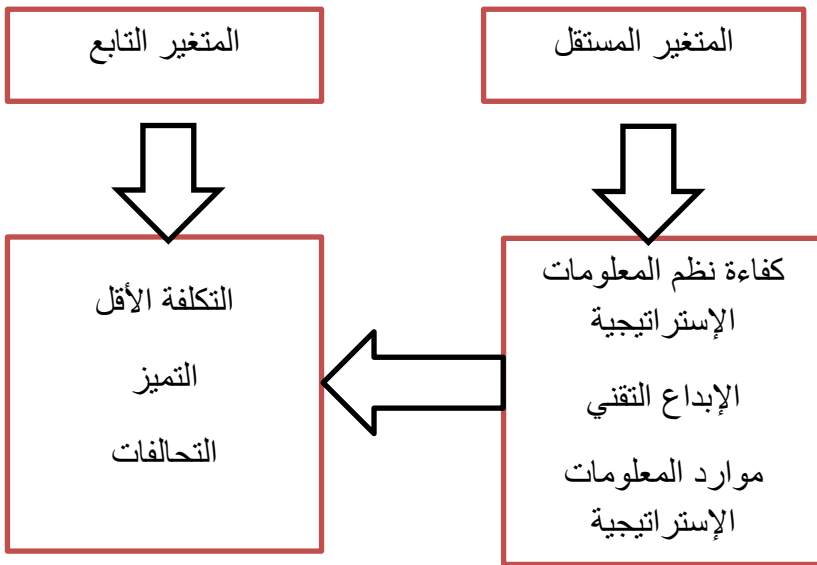 المتغير المستقل
المتغير التابع
كفاءة نظم المعلومات
الإستراتيجية
الإبداع التقني
موارد المعلومات
الإستراتيجية
التكلفة الأقل
التميز
التحالفات